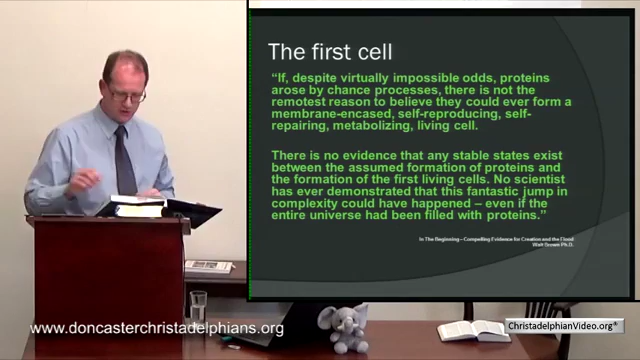 The first cell
“If, despite virtually impossible odds, proteins
arose by chance processes, there is not the
remotest reason to believe they could ever form a
membrane-encased, self-reproducing, self-
repairing, metabolizing, living cell.
There is no evidence that any stable states exist
between the assumed formation of proteins and
the formation of the first living cells. No scientist
has ever demonstrated that this fantastic jump in
complexity could have happened – even if the
entire universe had been filled with proteins.”
In The Beginning – Compelling Evidence for Creation and the Flood
Walt Brown Ph.D.
www.doncasterchristadelphians.org
ChristadelphianVideo.org